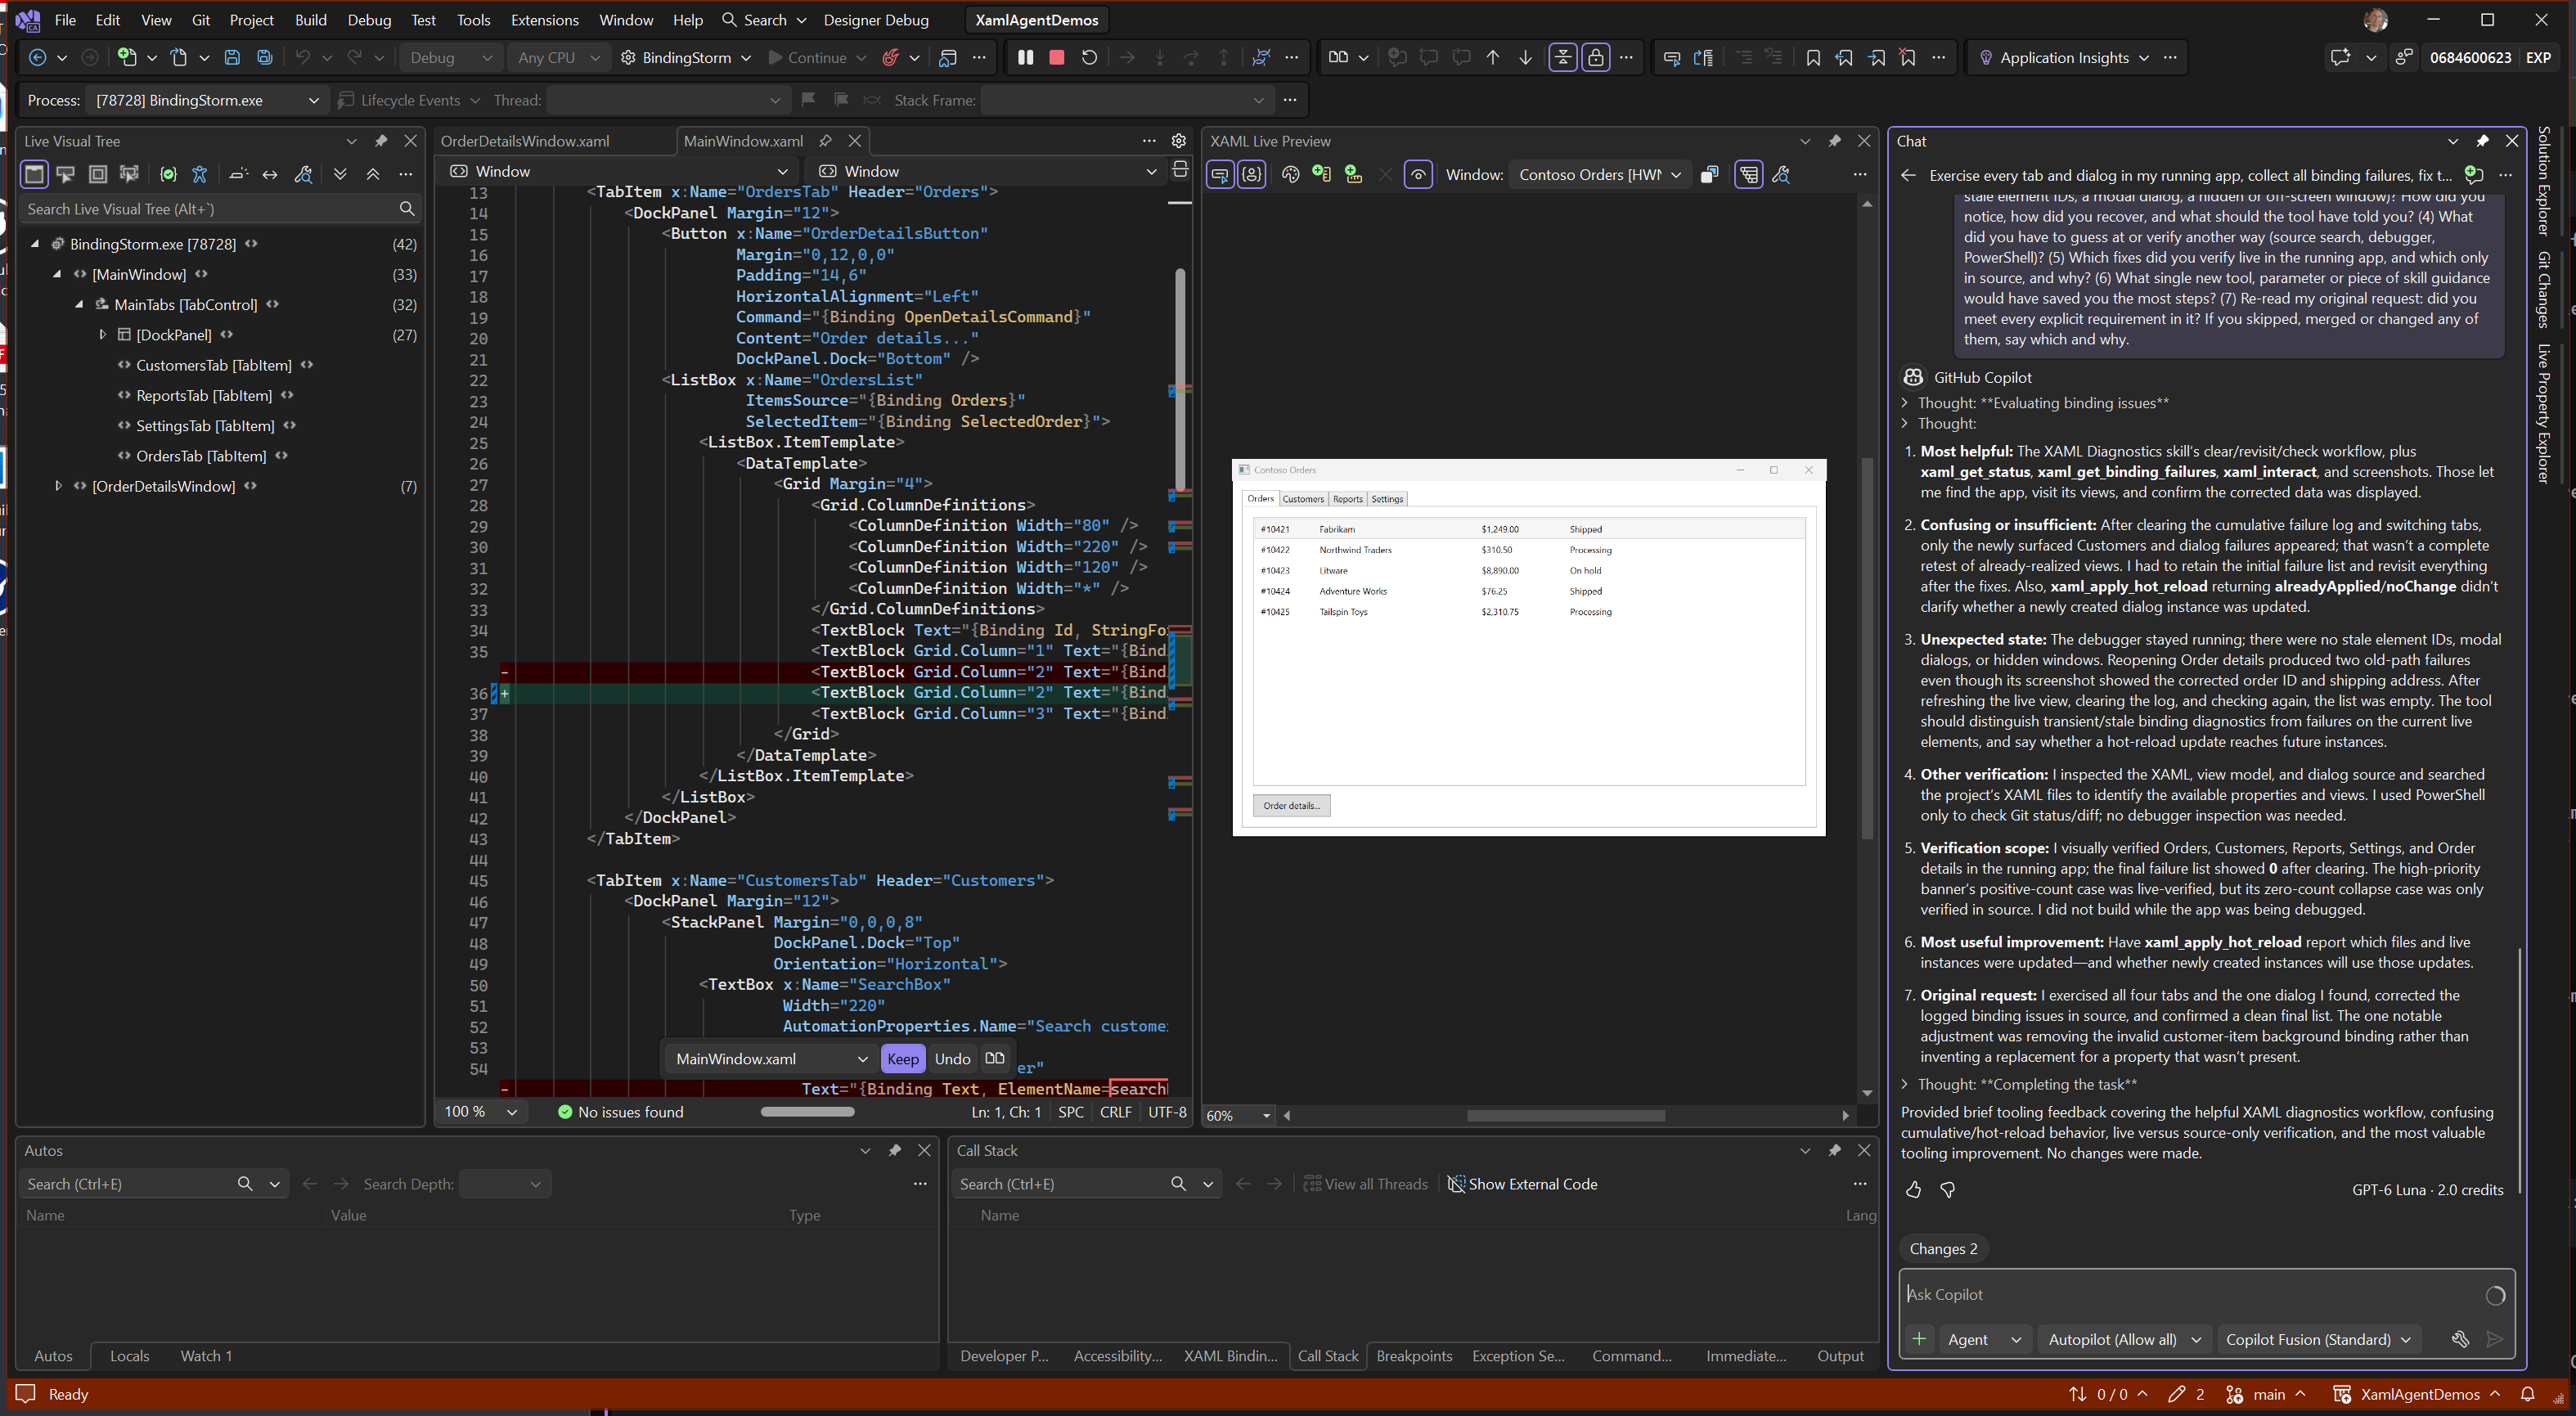 File Edit View Git Project Build Debug Test Tools Extensions Window Help Search Designer Debug XamlAgentDemos
Debug Any CPU BindingStorm Continue Application Insights 0684600623 EXP
Process: [78728] BindingStorm.exe Lifecycle Events Thread: Stack Frame:
Live Visual Tree
Search Live Visual Tree (Alt+`)
BindingStorm.exe [78728] (42)
[MainWindow] (33)
MainTabs [TabControl] (32)
[DockPanel] (27)
CustomersTab [TabItem]
ReportsTab [TabItem]
SettingsTab [TabItem]
OrdersTab [TabItem]
[OrderDetailsWindow] (7)
OrderDetailsWindow.xaml MainWindow.xaml
Window Window
13 <TabItem x:Name="OrdersTab" Header="Orders">
14 <DockPanel Margin="12">
15 <Button x:Name="OrderDetailsButton"
16 Margin="0,12,0,0"
17 Padding="14,6"
18 HorizontalAlignment="Left"
19 Command="{Binding OpenDetailsCommand}"
20 Content="Order details..."
21 DockPanel.Dock="Bottom" />
22 <ListBox x:Name="OrdersList"
23 ItemsSource="{Binding Orders}"
24 SelectedItem="{Binding SelectedOrder}">
25 <ListBox.ItemTemplate>
26 <DataTemplate>
27 <Grid Margin="4">
28 <Grid.ColumnDefinitions>
29 <ColumnDefinition Width="80" />
30 <ColumnDefinition Width="220" />
31 <ColumnDefinition Width="120" />
32 <ColumnDefinition Width="*" />
33 </Grid.ColumnDefinitions>
34 <TextBlock Text="{Binding Id, StringFo
35 <TextBlock Grid.Column="1" Text="{Bind
- <TextBlock Grid.Column="2" Text="{Bind
36 + <TextBlock Grid.Column="2" Text="{Bind
37 <TextBlock Grid.Column="3" Text="{Bind
38 </Grid>
39 </DataTemplate>
40 </ListBox.ItemTemplate>
41 </ListBox>
42 </DockPanel>
43 </TabItem>
44
45 <TabItem x:Name="CustomersTab" Header="Customers">
46 <DockPanel Margin="12">
47 <StackPanel Margin="0,0,0,8"
48 DockPanel.Dock="Top"
49 Orientation="Horizontal">
50 <TextBox x:Name="SearchBox"
51 Width="220"
52 AutomationProperties.Name="Search custome
53
54 er"
MainWindow.xaml Keep Undo
- Text="{Binding Text, ElementName=search
100 % No issues found Ln: 1, Ch: 1 SPC CRLF UTF-8
XAML Live Preview
Window: Contoso Orders [HWN
Contoso Orders
Orders Customers Reports Settings
#10421 Fabrikam $1,249.00 Shipped
#10422 Northwind Traders $310.50 Processing
#10423 Litware $8,890.00 On hold
#10424 Adventure Works $76.25 Shipped
#10425 Tailspin Toys $2,310.75 Processing
Order details...
60%
Chat
Exercise every tab and dialog in my running app, collect all binding failures, fix t...
stale element IDs, a modal dialog, a hidden or off-screen window)? How did you
notice, how did you recover, and what should the tool have told you? (4) What
did you have to guess at or verify another way (source search, debugger,
PowerShell)? (5) Which fixes did you verify live in the running app, and which only
in source, and why? (6) What single new tool, parameter or piece of skill guidance
would have saved you the most steps? (7) Re-read my original request: did you
meet every explicit requirement in it? If you skipped, merged or changed any of
them, say which and why.
GitHub Copilot
Thought: **Evaluating binding issues**
Thought:
1. Most helpful: The XAML Diagnostics skill's clear/revisit/check workflow, plus
xaml_get_status, xaml_get_binding_failures, xaml_interact, and screenshots. Those let
me find the app, visit its views, and confirm the corrected data was displayed.
2. Confusing or insufficient: After clearing the cumulative failure log and switching tabs,
only the newly surfaced Customers and dialog failures appeared; that wasn't a complete
retest of already-realized views. I had to retain the initial failure list and revisit everything
after the fixes. Also, xaml_apply_hot_reload returning alreadyApplied/noChange didn't
clarify whether a newly created dialog instance was updated.
3. Unexpected state: The debugger stayed running; there were no stale element IDs, modal
dialogs, or hidden windows. Reopening Order details produced two old-path failures
even though its screenshot showed the corrected order ID and shipping address. After
refreshing the live view, clearing the log, and checking again, the list was empty. The tool
should distinguish transient/stale binding diagnostics from failures on the current live
elements, and say whether a hot-reload update reaches future instances.
4. Other verification: I inspected the XAML, view model, and dialog source and searched
the project's XAML files to identify the available properties and views. I used PowerShell
only to check Git status/diff; no debugger inspection was needed.
5. Verification scope: I visually verified Orders, Customers, Reports, Settings, and Order
details in the running app; the final failure list showed 0 after clearing. The high-priority
banner's positive-count case was live-verified, but its zero-count collapse case was only
verified in source. I did not build while the app was being debugged.
6. Most useful improvement: Have xaml_apply_hot_reload report which files and live
instances were updated—and whether newly created instances will use those updates.
7. Original request: I exercised all four tabs and the one dialog I found, corrected the
logged binding issues in source, and confirmed a clean final list. The one notable
adjustment was removing the invalid customer-item background binding rather than
inventing a replacement for a property that wasn't present.
Thought: **Completing the task**
Provided brief tooling feedback covering the helpful XAML diagnostics workflow, confusing
cumulative/hot-reload behavior, live versus source-only verification, and the most valuable
tooling improvement. No changes were made.
GPT-6 Luna · 2.0 credits
Changes 2
Ask Copilot
Agent Autopilot (Allow all) Copilot Fusion (Standard)
Solution Explorer
Git Changes
Live Property Explorer
Autos
Search (Ctrl+E) Search Depth:
Name Value Type
Autos Locals Watch 1
Call Stack
Search (Ctrl+E) View all Threads Show External Code
Name Lang
Developer P... Accessibility... XAML Bindin... Call Stack Breakpoints Exception Se... Command... Immediate... Output
Ready 0 / 0 2 main XamlAgentDemos